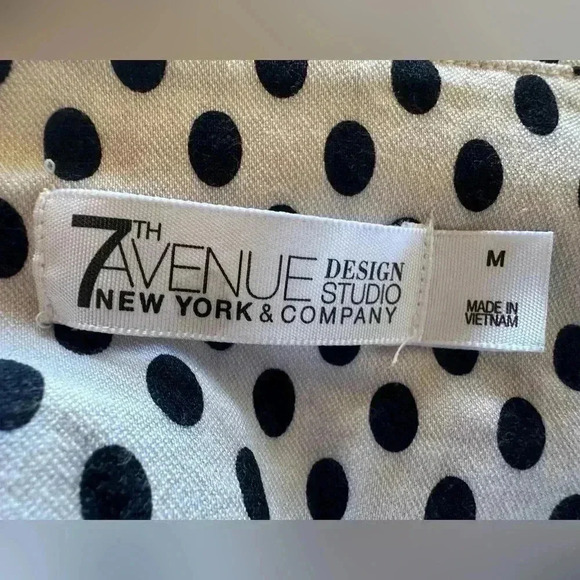 7TH AVENUE DESIGN STUDIO
NEW YORK & COMPANY
M
MADE IN
VIETNAM